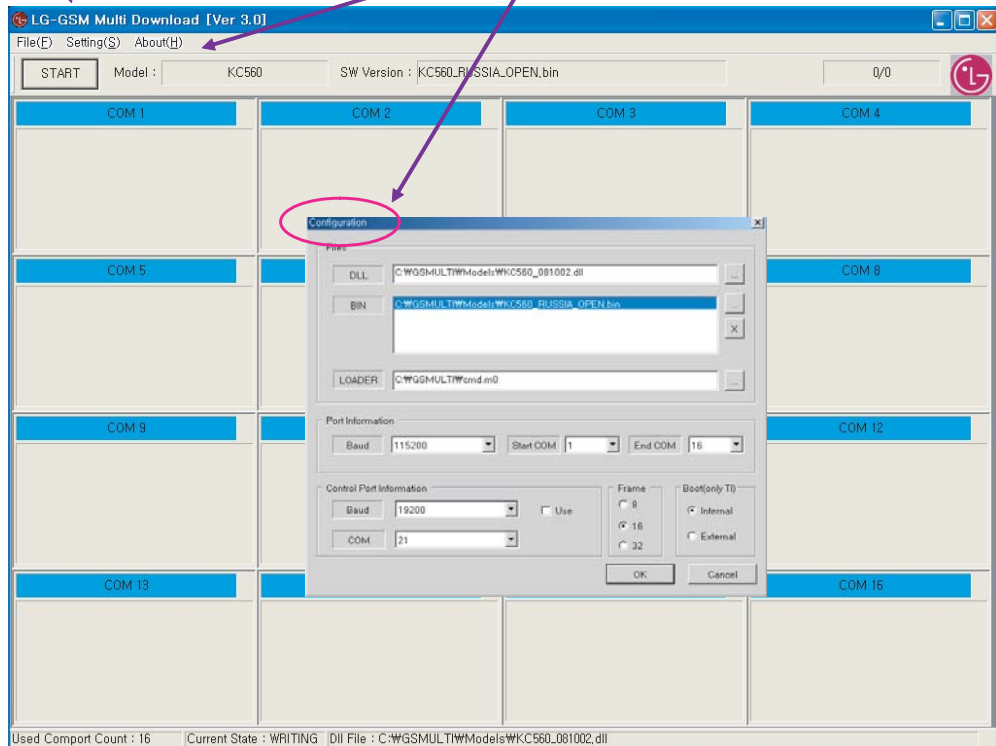 LG-GSM Multi Download [Ver 3.0]
File(F) Setting(S) About(H)
START Model : KC560 SW Version : KC560_RUSSIA_OPEN.bin 0/0
COM 1 COM 2 COM 3 COM 4
Configuration
Files
COM 5 COM 8
DLL C:₩GSMULTI₩Models₩KC560_081002.dll ...
BIN C:₩GSMULTI₩Models₩KC560_RUSSIA_OPEN.bin ...
X
LOADER C:₩GSMULTI₩cmd.m0 ...
Port Information
COM 9 COM 12
Baud 115200 Start COM 1 End COM 16
Control Port Information Frame Boot(only TI)
Baud 19200 Use 8 Internal
16
COM 21 External
32
OK Cancel
COM 13 COM 16
Used Comport Count : 16 Current State : WRITING Dll File : C:₩GSMULTI₩Models₩KC560_081002.dll